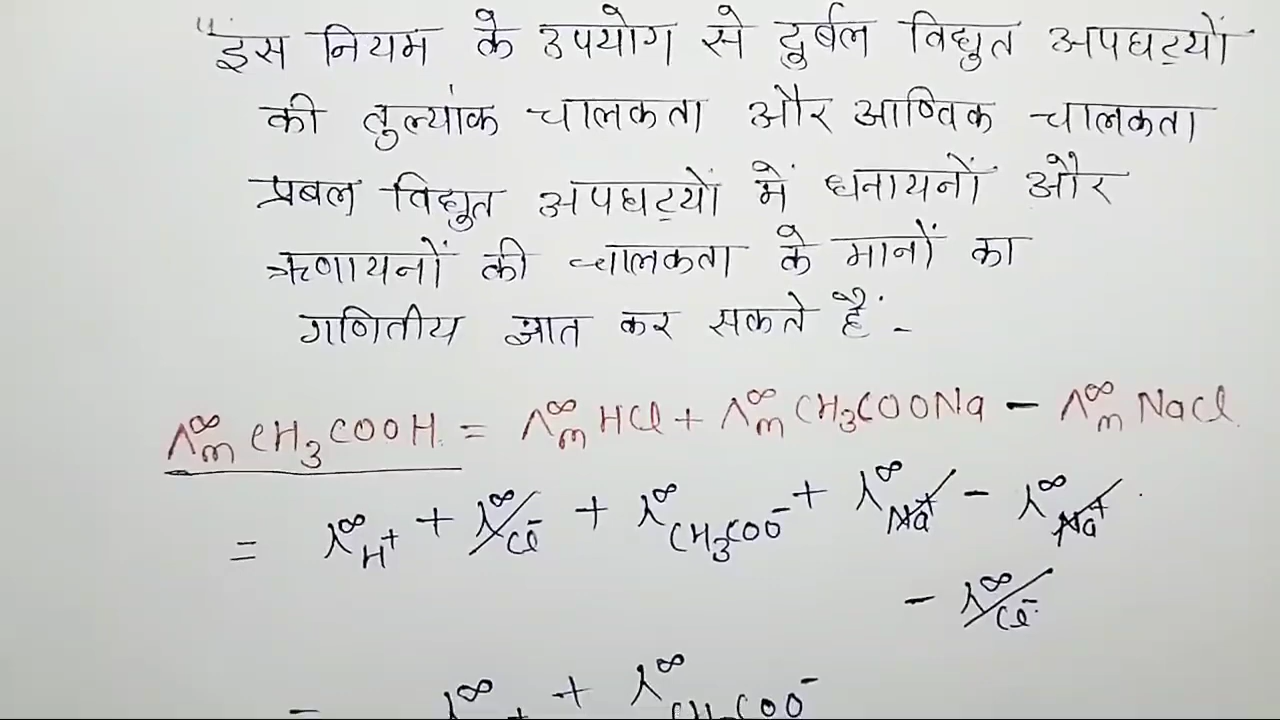 "इस नियम के उपयोग से दुर्बल विद्युत अपघट्यों
की तुल्यांक चालकता और आण्विक चालकता
प्रबल विद्युत अपघट्यों में धनायनों और
ऋणायनों की चालकता के मानों का
गणितीय ज्ञात कर सकते हैं -
Λ∞m CH3COOH = Λ∞m HCl + Λ∞m CH3COONa − Λ∞m NaCl
= λ∞H+ + λ∞Cl− + λ∞CH3COO− + λ∞Na+ − λ∞Na+
− λ∞Cl−
= λ∞ + + λ∞CH3COO−